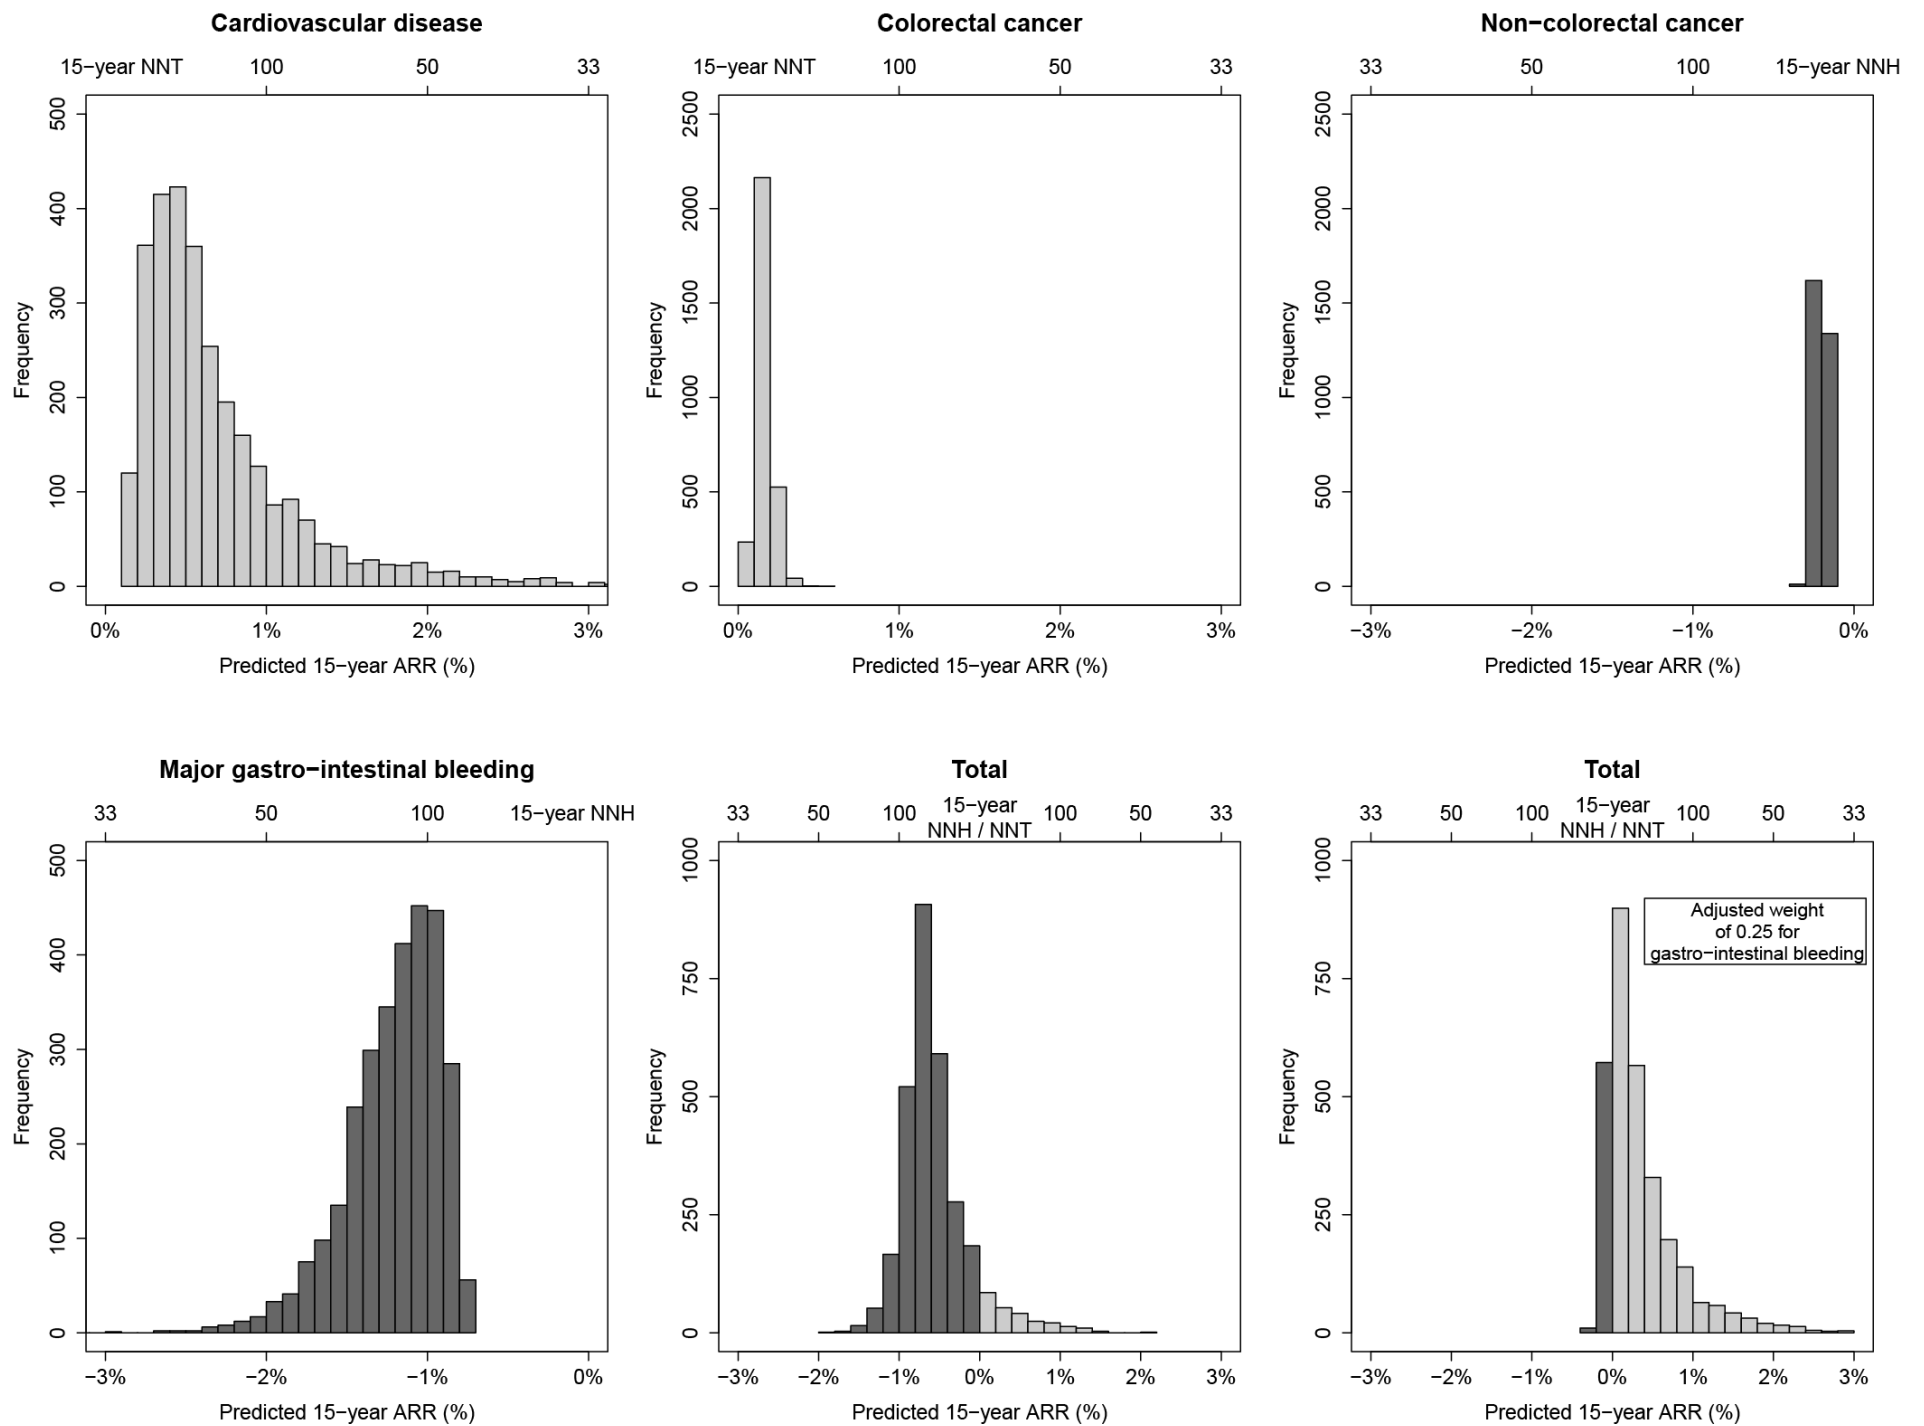 Cardiovascular disease
15−year NNT 100 50 33
500
400
300
200
100
0
Frequency
0% 1% 2% 3%
Predicted 15−year ARR (%)
Colorectal cancer
15−year NNT 100 50 33
2500
2000
1500
1000
500
0
Frequency
0% 1% 2% 3%
Predicted 15−year ARR (%)
Non−colorectal cancer
33 50 100 15−year NNH
2500
2000
1500
1000
500
0
Frequency
−3% −2% −1% 0%
Predicted 15−year ARR (%)
Major gastro−intestinal bleeding
33 50 100 15−year NNH
500
400
300
200
100
0
Frequency
−3% −2% −1% 0%
Predicted 15−year ARR (%)
Total
33 50 100 15−year 100 50 33
NNH / NNT
1000
750
500
250
0
Frequency
−3% −2% −1% 0% 1% 2% 3%
Predicted 15−year ARR (%)
Total
33 50 100 15−year 100 50 33
NNH / NNT
1000
750
500
250
0
Frequency
Adjusted weight
of 0.25 for
gastro−intestinal bleeding
−3% −2% −1% 0% 1% 2% 3%
Predicted 15−year ARR (%)